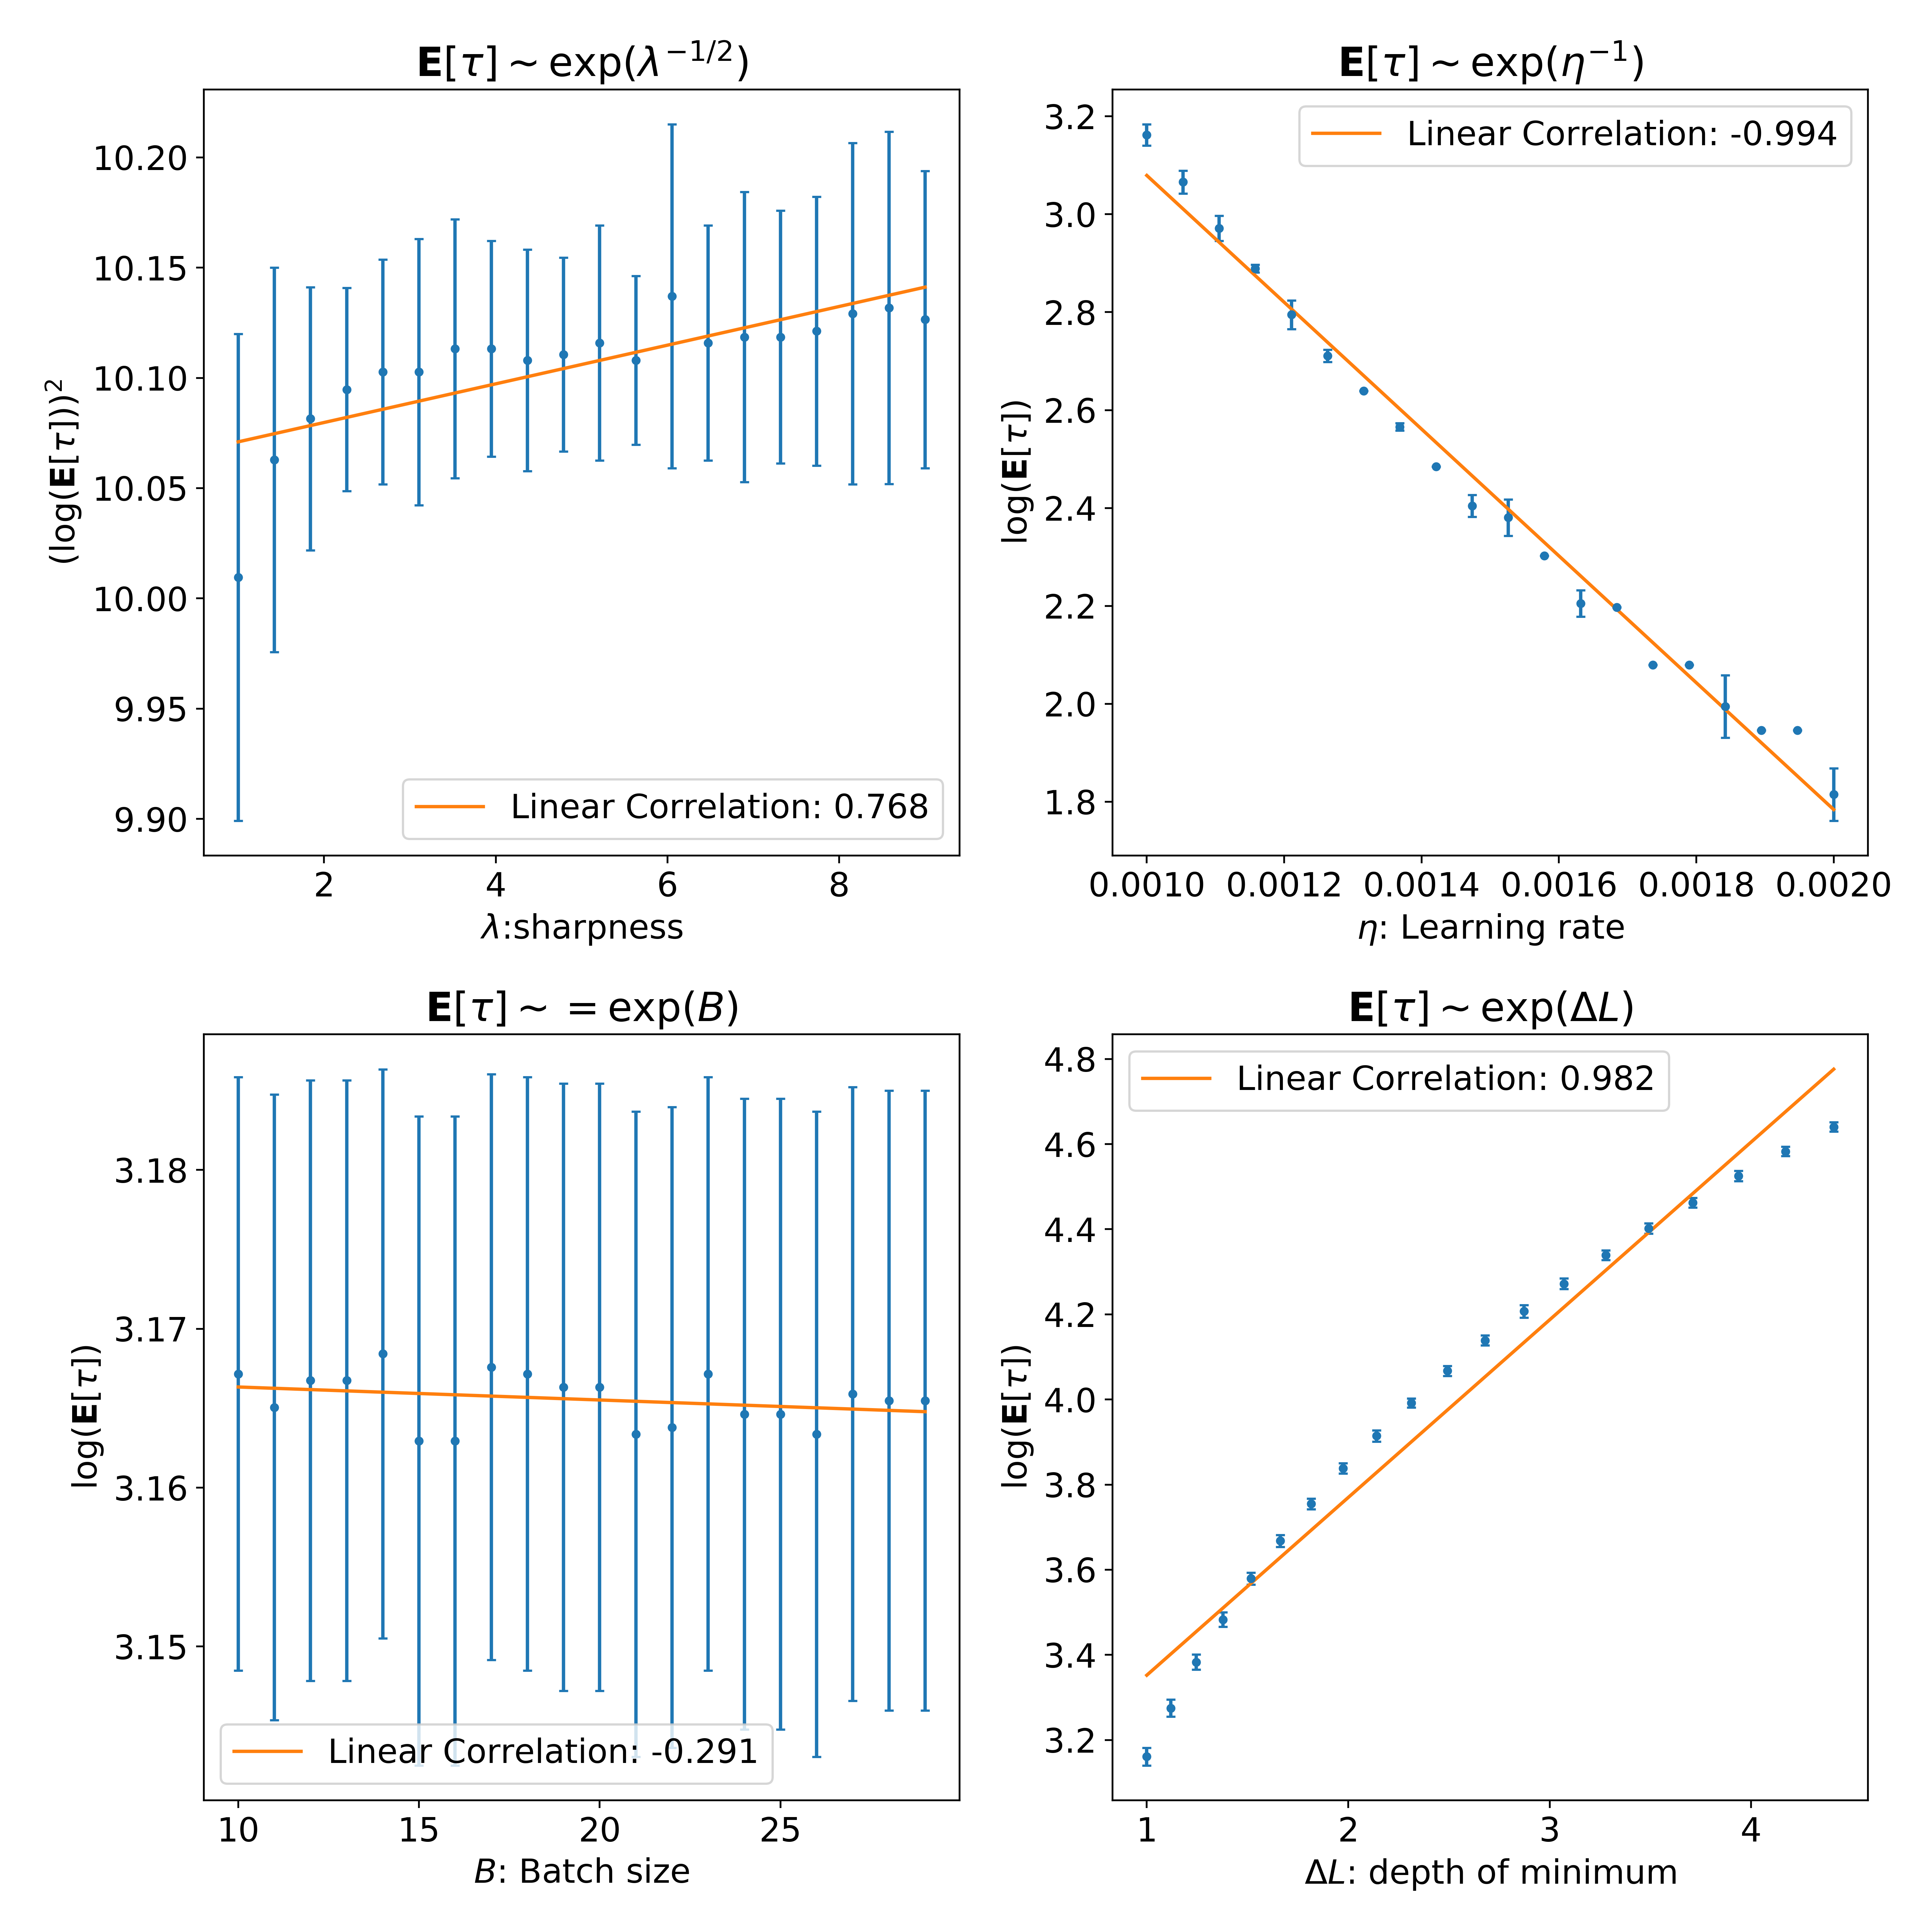 E[τ] ~ exp(λ^{−1/2})
(log(E[τ]))²
10.20
10.15
10.10
10.05
10.00
9.95
9.90
Linear Correlation: 0.768
2 4 6 8
λ:sharpness
E[τ] ~ exp(η^{−1})
log(E[τ])
3.2
3.0
2.8
2.6
2.4
2.2
2.0
1.8
Linear Correlation: -0.994
0.0010 0.0012 0.0014 0.0016 0.0018 0.0020
η: Learning rate
E[τ] ~ = exp(B)
log(E[τ])
3.18
3.17
3.16
3.15
Linear Correlation: -0.291
10 15 20 25
B: Batch size
E[τ] ~ exp(ΔL)
log(E[τ])
4.8
4.6
4.4
4.2
4.0
3.8
3.6
3.4
3.2
Linear Correlation: 0.982
1 2 3 4
ΔL: depth of minimum